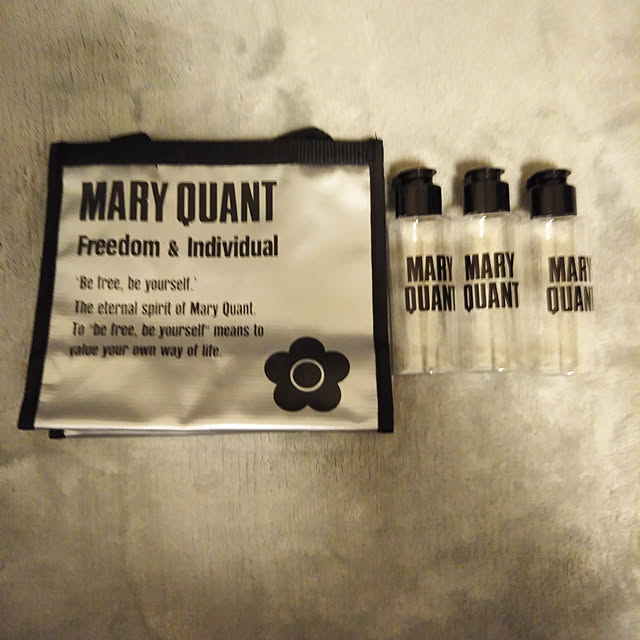 MARY QUANT
Freedom & Individual
'Be free, be yourself.'
The eternal spirit of Mary Quant.
To "be free, be yourself" means to
value your own way of life.
MARY
QUANT
MARY
QUANT
MARY
QUANT